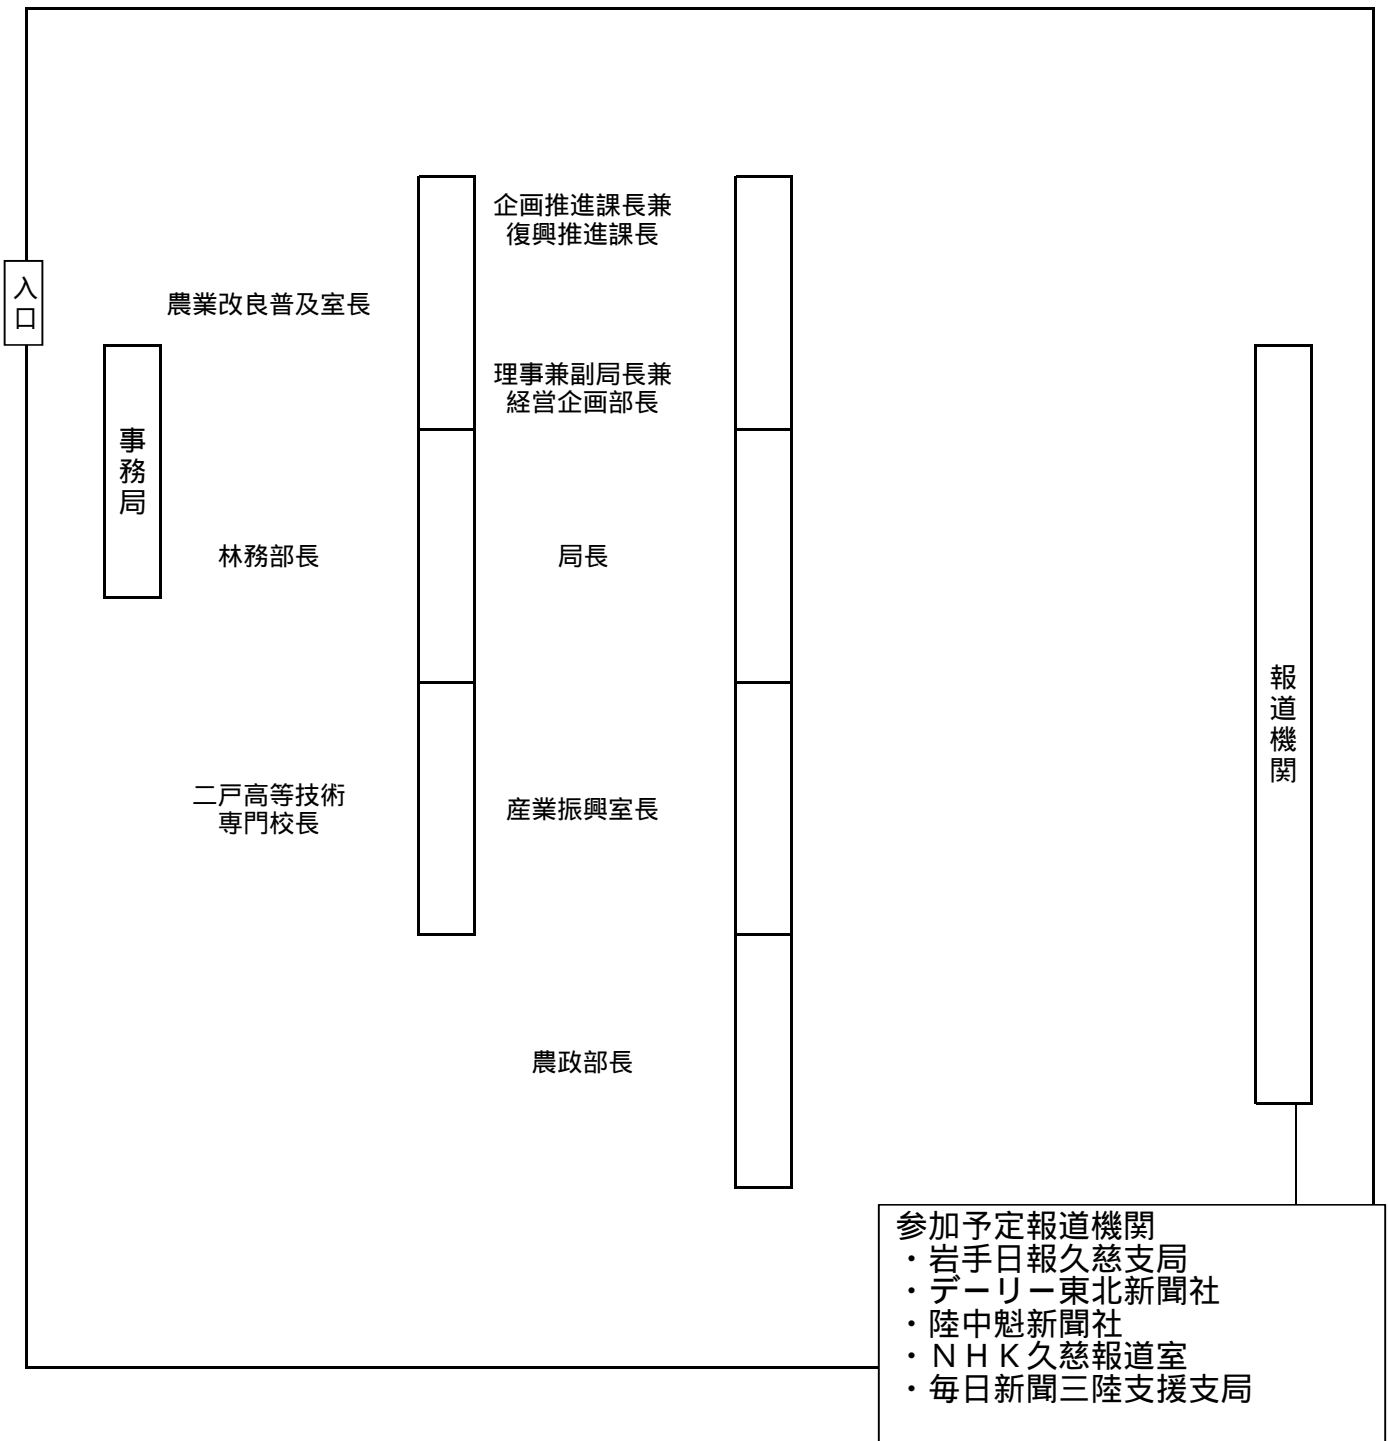 企画推進課長兼
復興推進課長
入口
農業改良普及室長
理事兼副局長兼
経営企画部長
事務局
林務部長
局長
報道機関
二戸高等技術
専門校長
産業振興室長
農政部長
参加予定報道機関
・岩手日報久慈支局
・デーリー東北新聞社
・陸中魁新聞社
・ＮＨＫ久慈報道室
・毎日新聞三陸支援支局